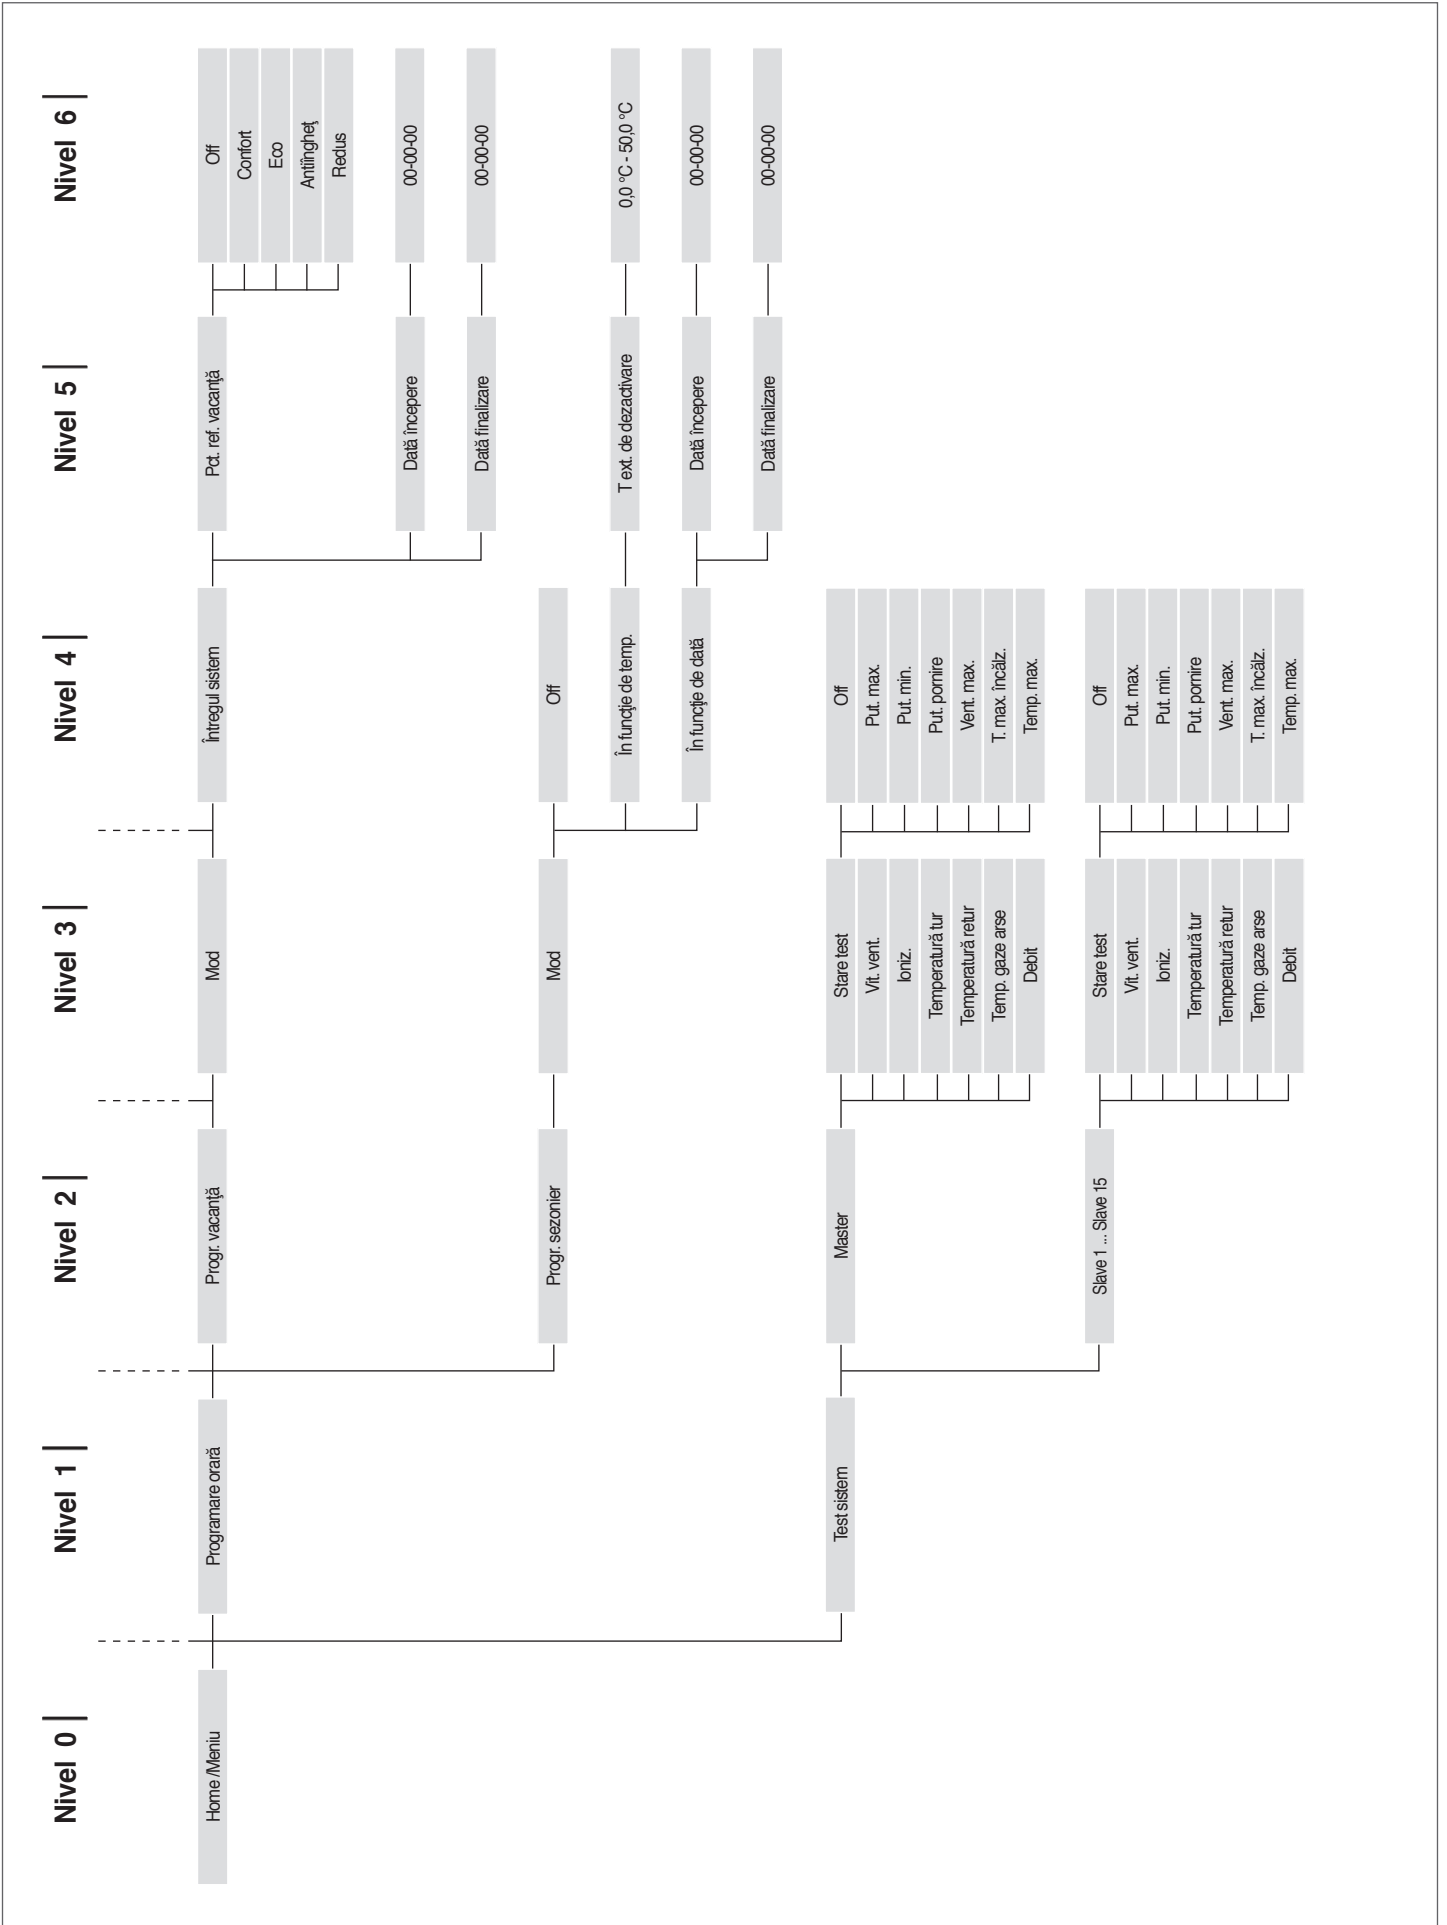 Nivel 0
Nivel 1
Nivel 2
Nivel 3
Nivel 4
Nivel 5
Nivel 6
Home /Meniu
Programare orară
Progr. vacanţă
Mod
Întregul sistem
Pct. ref. vacanţă
Off
Confort
Eco
Antiîngheţ
Redus
Dată începere
00-00-00
Dată finalizare
00-00-00
Progr. sezonier
Mod
Off
În funcţie de temp.
T ext. de dezactivare
0,0 °C - 50,0 °C
În funcţie de dată
Dată începere
00-00-00
Dată finalizare
00-00-00
Test sistem
Master
Stare test
Vit. vent.
Ioniz.
Temperatură tur
Temperatură retur
Temp. gaze arse
Debit
Off
Put. max.
Put. min.
Put. pornire
Vent. max.
T. max. încălz.
Temp. max.
Slave 1 ... Slave 15
Stare test
Vit. vent.
Ioniz.
Temperatură tur
Temperatură retur
Temp. gaze arse
Debit
Off
Put. max.
Put. min.
Put. pornire
Vent. max.
T. max. încălz.
Temp. max.